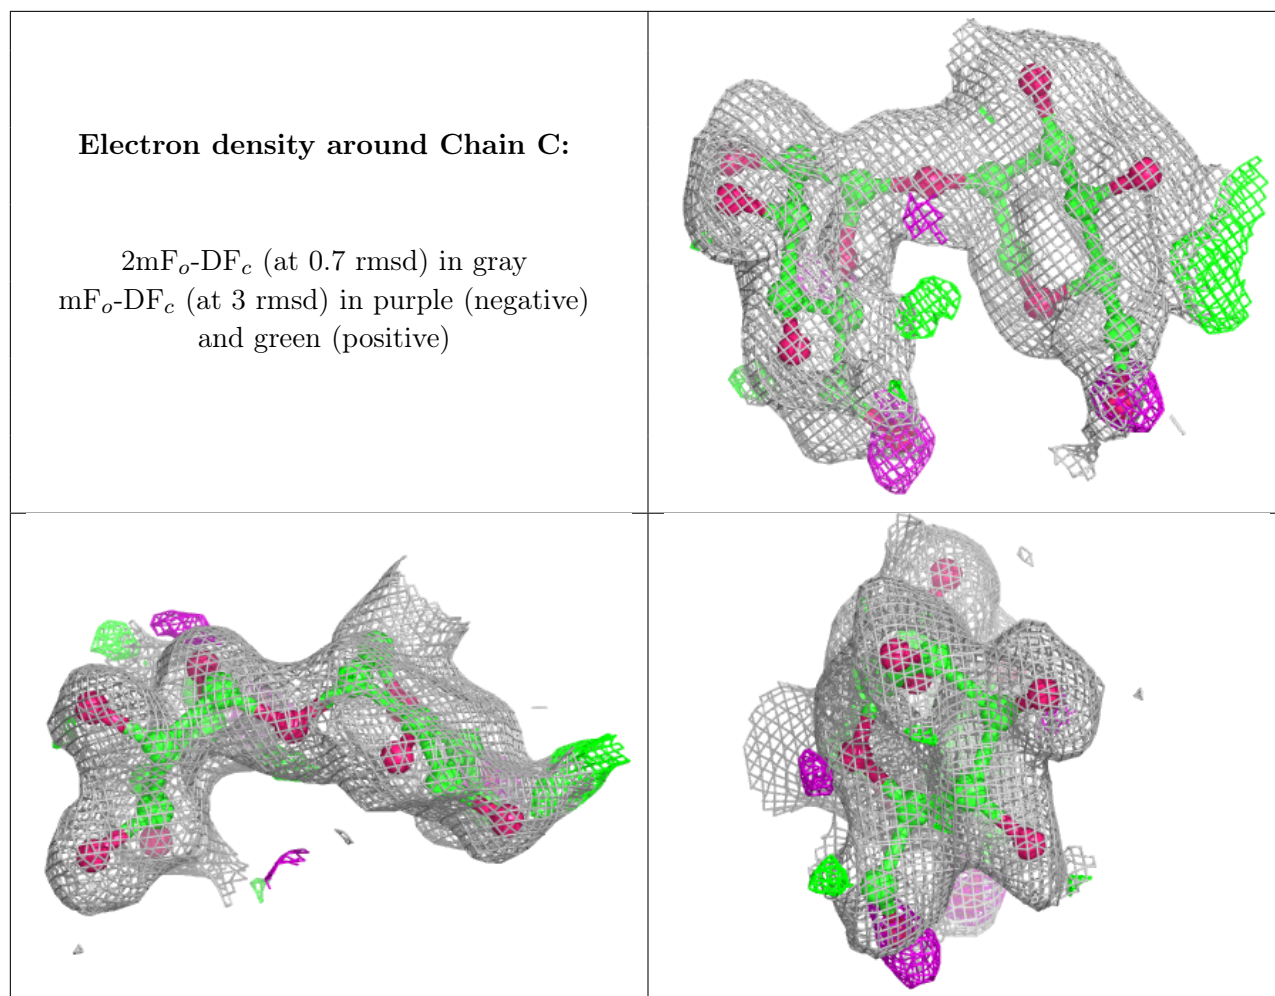 Electron density around Chain C:
2mFo-DFc (at 0.7 rmsd) in gray
mFo-DFc (at 3 rmsd) in purple (negative)
and green (positive)